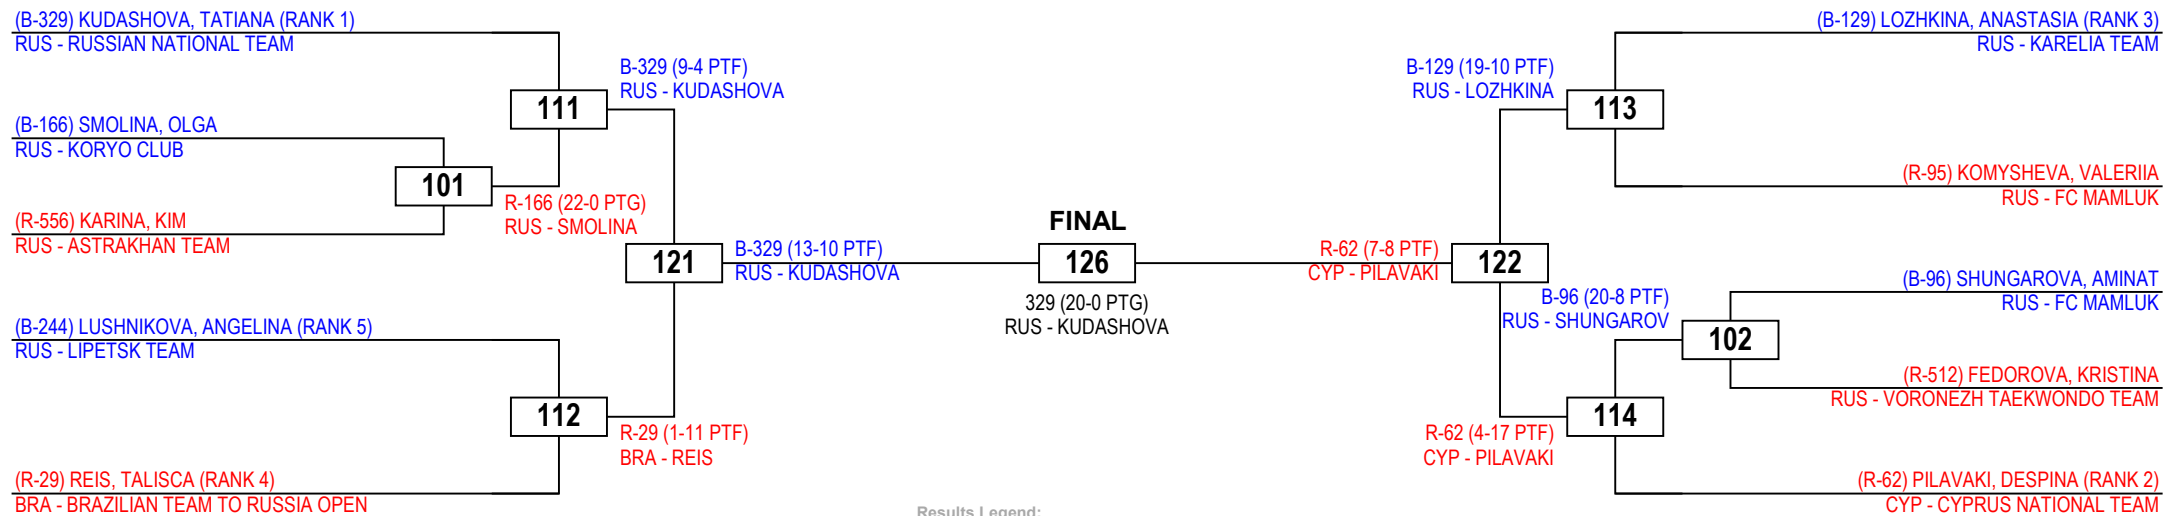 (B-329) KUDASHOVA, TATIANA (RANK 1)
RUS - RUSSIAN NATIONAL TEAM
B-329 (9-4 PTF)
RUS - KUDASHOVA
111
(B-166) SMOLINA, OLGA
RUS - KORYO CLUB
101
R-166 (22-0 PTG)
RUS - SMOLINA
(R-556) KARINA, KIM
RUS - ASTRAKHAN TEAM
121
B-329 (13-10 PTF)
RUS - KUDASHOVA
(B-244) LUSHNIKOVA, ANGELINA (RANK 5)
RUS - LIPETSK TEAM
112
R-29 (1-11 PTF)
BRA - REIS
(R-29) REIS, TALISCA (RANK 4)
BRA - BRAZILIAN TEAM TO RUSSIA OPEN
FINAL
126
329 (20-0 PTG)
RUS - KUDASHOVA
(B-129) LOZHKINA, ANASTASIA (RANK 3)
RUS - KARELIA TEAM
B-129 (19-10 PTF)
RUS - LOZHKINA
113
(R-95) KOMYSHEVA, VALERIIA
RUS - FC MAMLUK
R-62 (7-8 PTF)
CYP - PILAVAKI
122
(B-96) SHUNGAROVA, AMINAT
RUS - FC MAMLUK
B-96 (20-8 PTF)
RUS - SHUNGAROV
102
(R-512) FEDOROVA, KRISTINA
RUS - VORONEZH TAEKWONDO TEAM
114
R-62 (4-17 PTF)
CYP - PILAVAKI
(R-62) PILAVAKI, DESPINA (RANK 2)
CYP - CYPRUS NATIONAL TEAM
Results Legend: